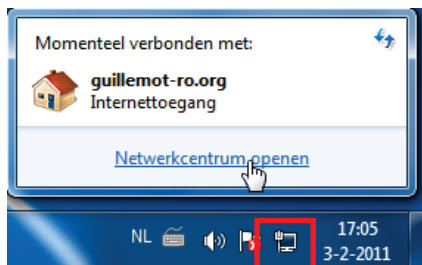 Momenteel verbonden met:
guillemot-ro.org
Internettoegang
Netwerkcentrum openen
NL
17:05
3-2-2011